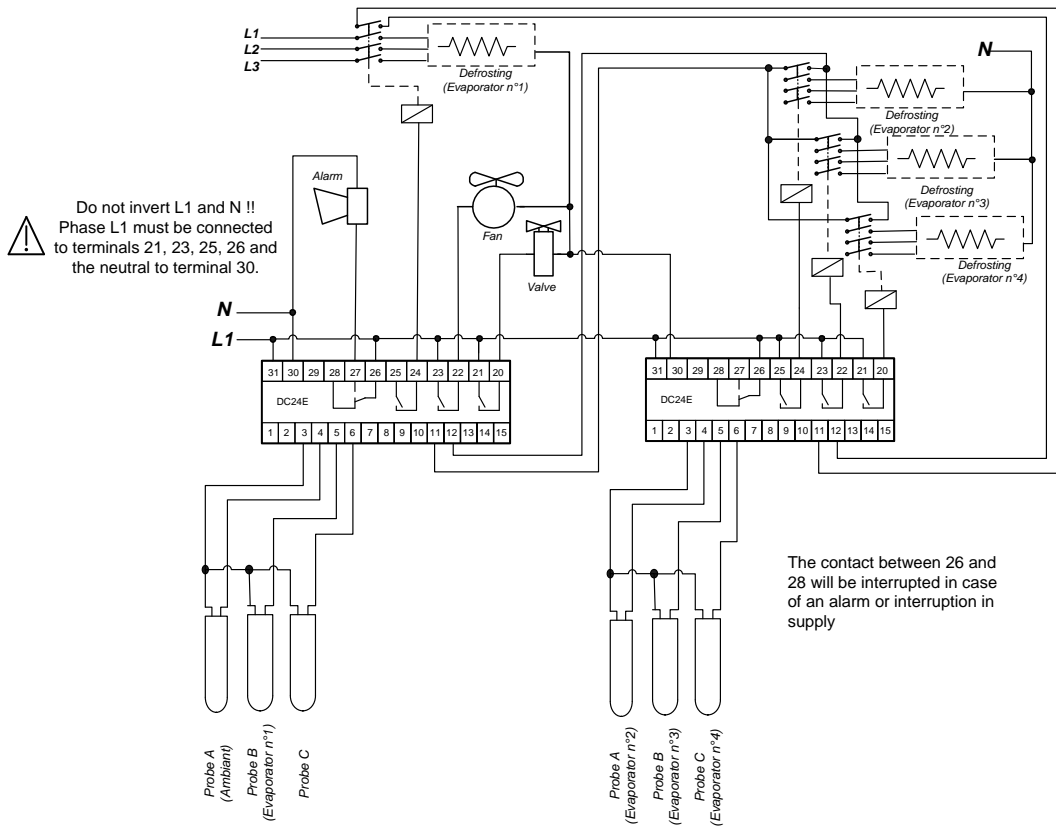 L1
L2
L3
Defrosting
(Evaporator n°1)
N
Defrosting
(Evaporator n°2)
Defrosting
(Evaporator n°3)
Defrosting
(Evaporator n°4)
Alarm
Fan
Valve
Do not invert L1 and N !!
Phase L1 must be connected
to terminals 21, 23, 25, 26 and
the neutral to terminal 30.
N
L1
31 30 29 28 27 26 25 24 23 22 21 20
DC24E
1 2 3 4 5 6 7 8 9 10 11 12 13 14 15
31 30 29 28 27 26 25 24 23 22 21 20
DC24E
1 2 3 4 5 6 7 8 9 10 11 12 13 14 15
The contact between 26 and
28 will be interrupted in case
of an alarm or interruption in
supply
Probe A
(Ambiant)
Probe B
(Evaporator n°1)
Probe C
Probe A
(Evaporator n°2)
Probe B
(Evaporator n°3)
Probe C
(Evaporator n°4)